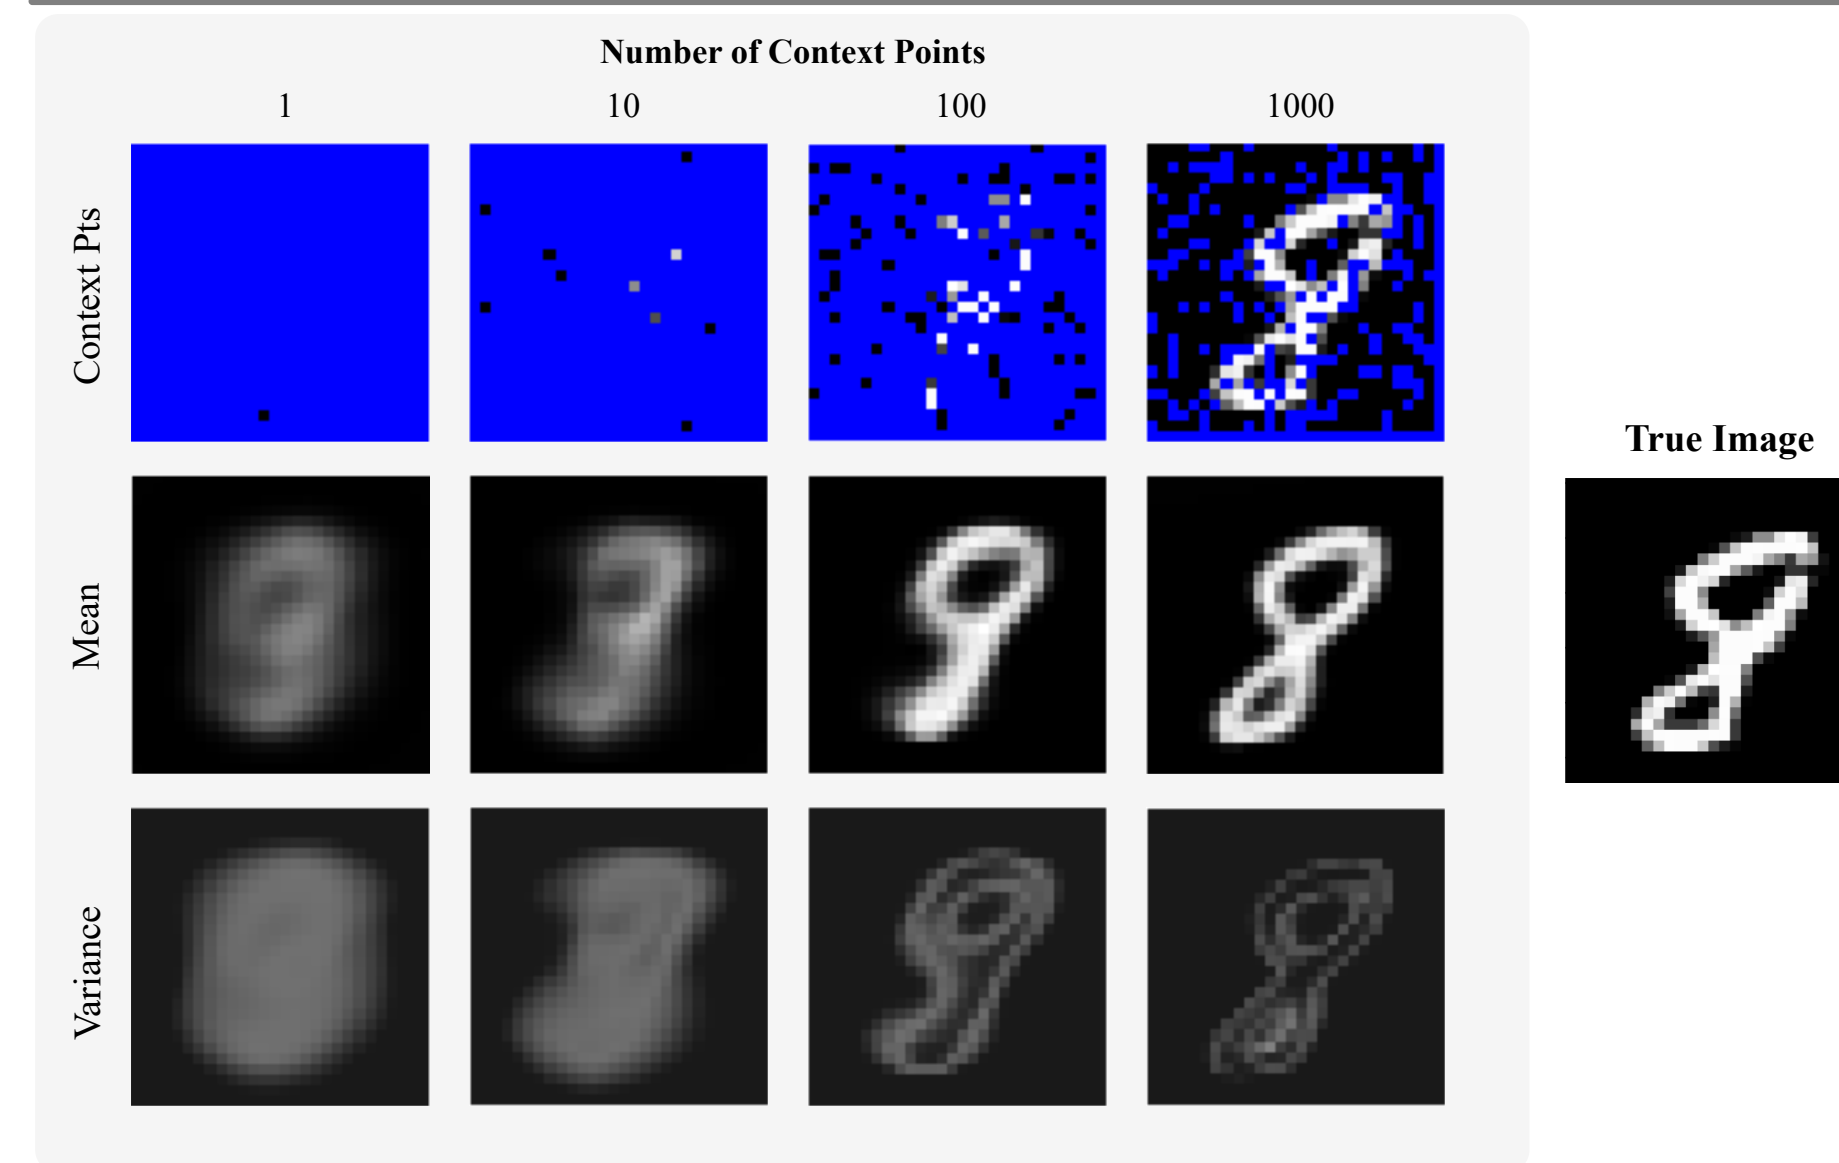 Number of Context Points
1 10 100 1000
Context Pts
True Image
Mean
Variance